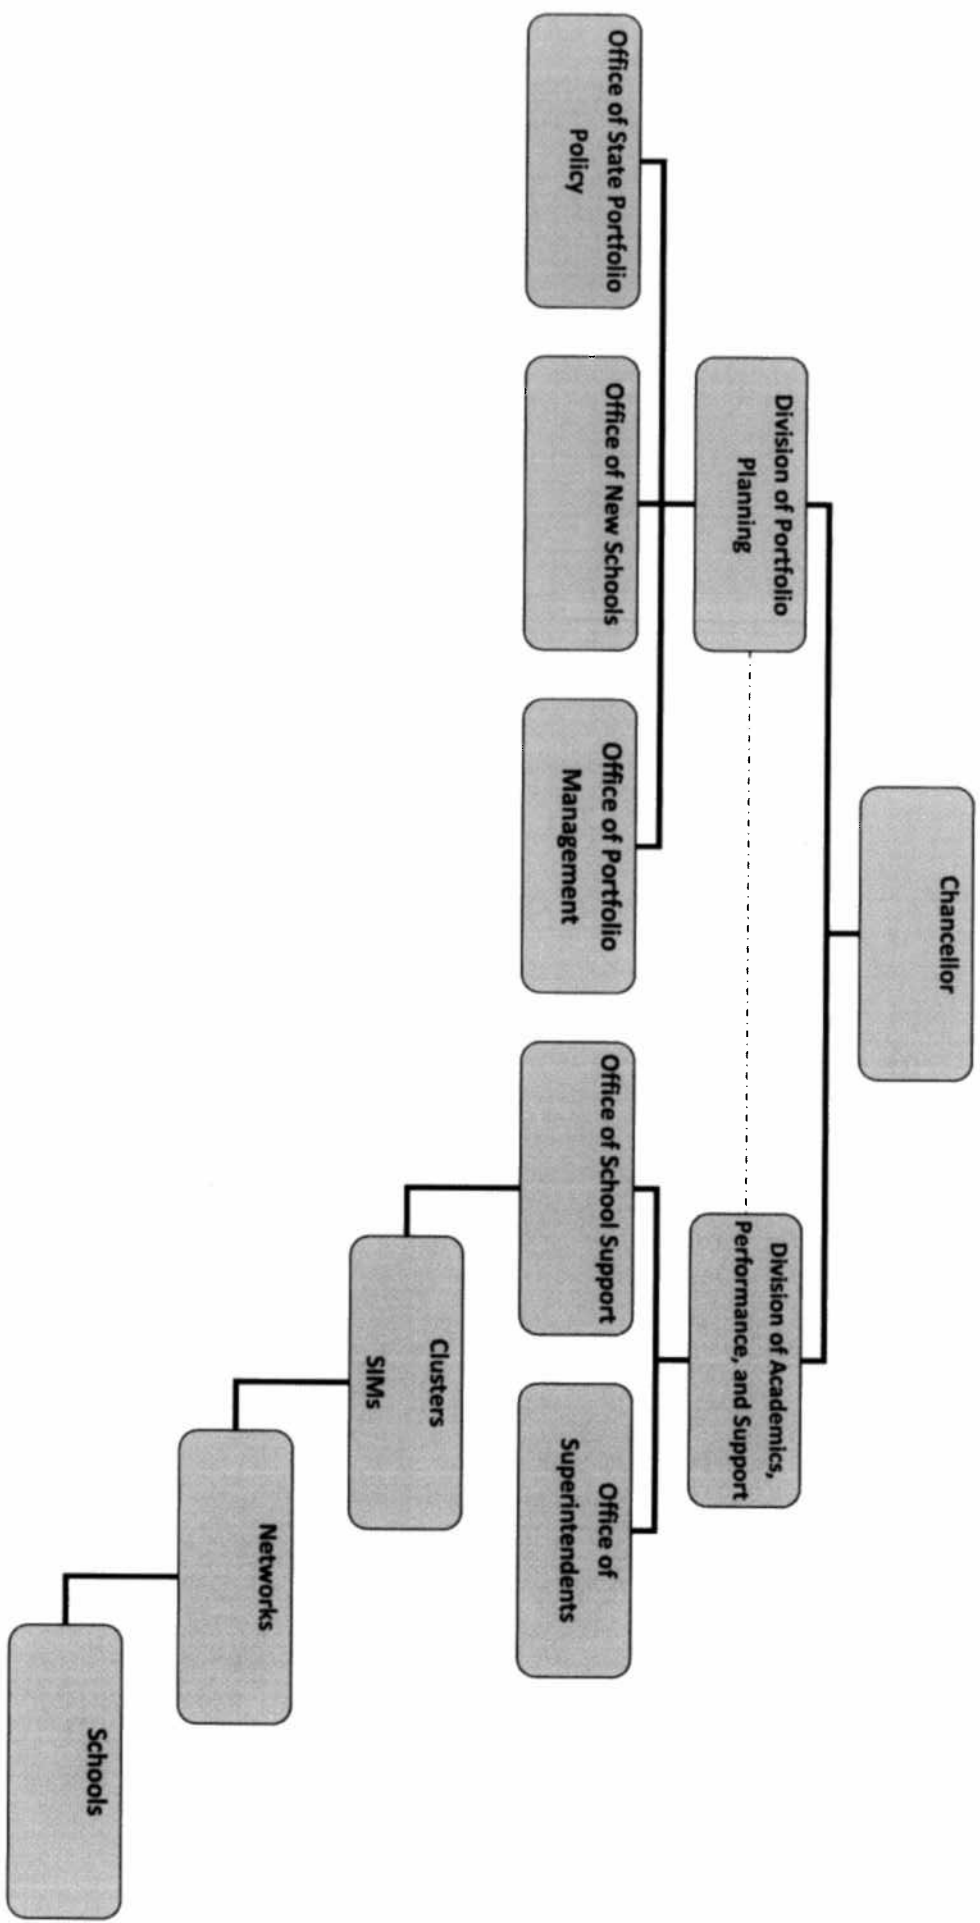 Chancellor
Division of Portfolio
Planning
Division of Academics,
Performance, and Support
Office of State Portfolio
Policy
Office of New Schools
Office of Portfolio
Management
Office of School Support
Office of
Superintendents
Clusters
SIMs
Networks
Schools